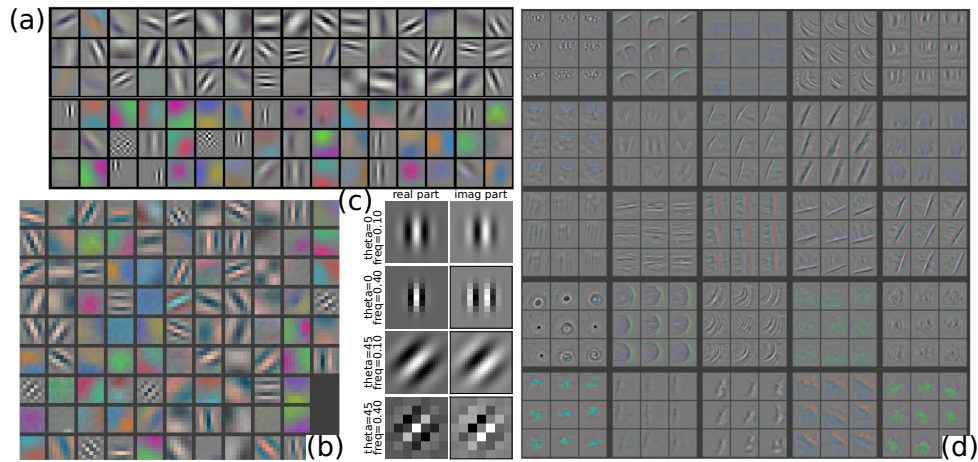 (a)
(c)
real part imag part
theta=0
freq=0.10
theta=0
freq=0.40
theta=45
freq=0.10
theta=45
freq=0.40
(b)
(d)